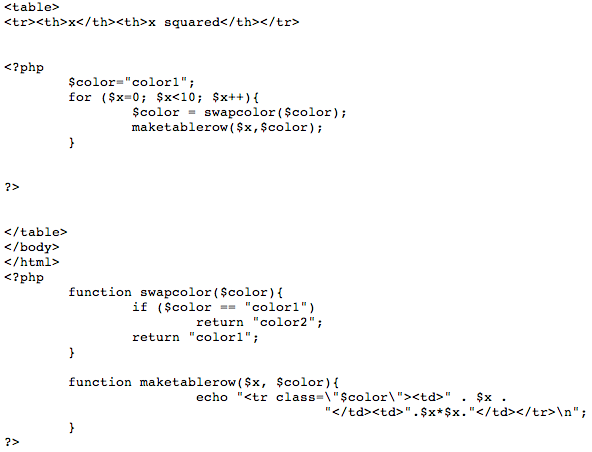 <table>
<tr><th>x</th><th>x squared</th></tr>
<?php
$color="color1";
for ($x=0; $x<10; $x++){
$color = swapcolor($color);
maketablerow($x,$color);
}
?>
</table>
</body>
</html>
<?php
function swapcolor($color){
if ($color == "color1")
return "color2";
return "color1";
}
function maketablerow($x, $color){
echo "<tr class=\"$color\"><td>" . $x .
"</td><td>".$x*$x."</td></tr>\n";
}
?>